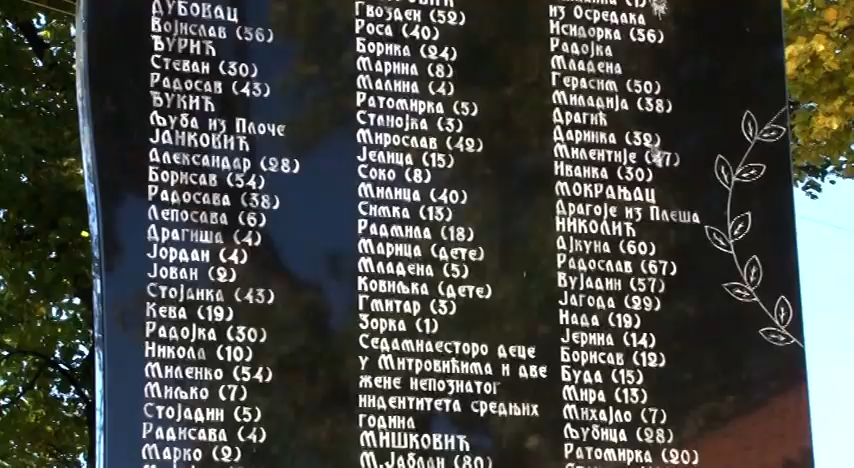 ДУБОВАЦ
ВОЈИСЛАВ (56)
ЂУРИЋ
СТЕВАН (30)
РАДОСАВ (43)
ЂУКИЋ
ЉУБА ИЗ ПЛОЧЕ
ЈАНКОВИЋ
АЛЕКСАНДАР (28)
БОРИСАВ (54)
РАДОСАВА (38)
ЛЕПОСАВА (6)
ДРАГИША (4)
ЈОРДАН (4)
ЈОВАН (2)
СТОЈАНКА (43)
КЕВА (19)
РАДОЈКА (30)
НИКОЛА (10)
МИЛЕНКО (54)
МИЛИВОЈЕ (7)
СТОЈАДИН (5)
РАДИСАВА (4)
МАРКО (2)
ГВОЗДЕН (52)
РОСА (40)
БОРИКА (24)
МАРИНА (8)
МАЛИНА (4)
РАТОМИРКА (5)
СТАНОЈКА (3)
МИРОСЛАВ (42)
ЈЕЛИЦА (15)
СОКО (8)
МИЛИЦА (40)
СИМКА (13)
РАДМИЛА (18)
МАРИЦА (ДЕТЕ)
МЛАДЕНА (5)
КОВИЉКА (ДЕТЕ)
ГМИТАР (3)
ЗОРКА (1)
СЕДАМНАЕСТОРО ДЕЦЕ
У МИТРОВИЋИМА И ДВЕ
ЖЕНЕ НЕПОЗНАТОГ
ИНДЕНТИТЕТА СРЕДЊИХ
ГОДИНА
МИШКОВИЋ
М.ЈАБЛАН (80)
ИЗ ОСРЕДАКА
ИСИДОРКА (56)
РАДОЈКА
МЛАДЕНА
ГЕРАСИМ (50)
МИЛАДИЈА (38)
ДРАГИЋ
ДАРИНКА (32)
МИЛЕНТИЈЕ (47)
ИВАНКА (30)
МОКРАЊАЦ
ДРАГОЈЕ ИЗ ПЛЕША
НИКОЛИЋ
АЈКУНА (60)
РАДОСЛАВ (67)
ВУЈАДИН (57)
ЈАГОДА (29)
НАДА (19)
ЈЕРИНА (14)
БОРИСАВ (12)
БУДА (15)
МИРА (13)
МИХАЈЛО (7)
ЉУБИЦА (28)
РАТОМИРКА (20)